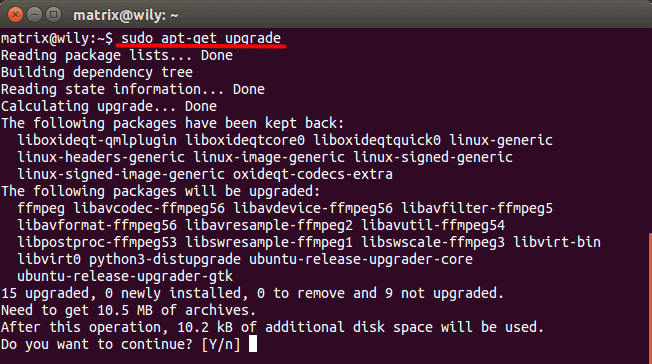 matrix@wily: ~
matrix@wily:~$ sudo apt-get upgrade
Reading package lists... Done
Building dependency tree
Reading state information... Done
Calculating upgrade... Done
The following packages have been kept back:
  liboxideqt-qmlplugin liboxideqtcore0 liboxideqtquick0 linux-generic
  linux-headers-generic linux-image-generic linux-signed-generic
  linux-signed-image-generic oxideqt-codecs-extra
The following packages will be upgraded:
  ffmpeg libavcodec-ffmpeg56 libavdevice-ffmpeg56 libavfilter-ffmpeg5
  libavformat-ffmpeg56 libavresample-ffmpeg2 libavutil-ffmpeg54
  libpostproc-ffmpeg53 libswresample-ffmpeg1 libswscale-ffmpeg3 libvirt-bin
  libvirt0 python3-distupgrade ubuntu-release-upgrader-core
  ubuntu-release-upgrader-gtk
15 upgraded, 0 newly installed, 0 to remove and 9 not upgraded.
Need to get 10.5 MB of archives.
After this operation, 10.2 kB of additional disk space will be used.
Do you want to continue? [Y/n]